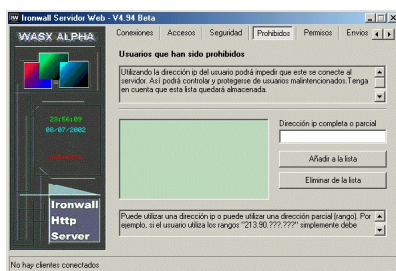 Ironwall Servidor Web - V4.94 Beta
WASX ALPHA
Conexiones Accesos Seguridad Prohibidos Permisos Envios
Usuarios que han sido prohibidos
Utilizando la dirección ip del usuario podrá impedir que este se conecte al
servidor. Así podrá controlar y protegerse de usuarios malintencionados.Tenga
en cuenta que esta lista quedará almacenada.
23:56:09
08/07/2002
Dirección ip completa o parcial
Añadir a la lista
Eliminar de la lista
Ironwall
Http
Server
Puede utilizar una dirección ip o puede utilizar una dirección parcial (rango). Por
ejemplo, si el usuario utiliza los rangos "213.90.???.???" simplemente debe
No hay clientes conectados